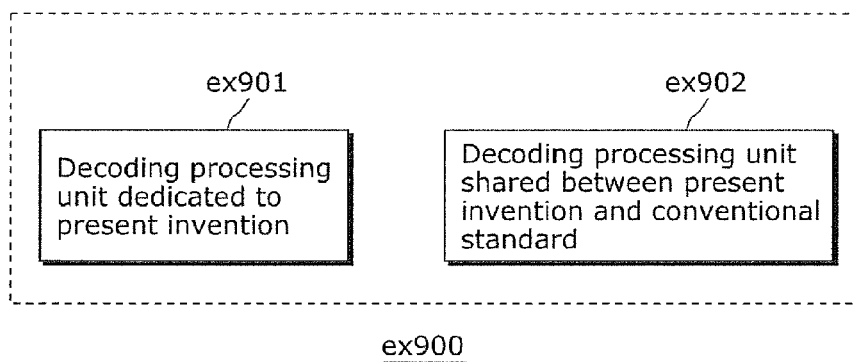 ex901
ex902
Decoding processing
unit dedicated to
present invention
Decoding processing unit
shared between present
invention and conventional
standard
ex900